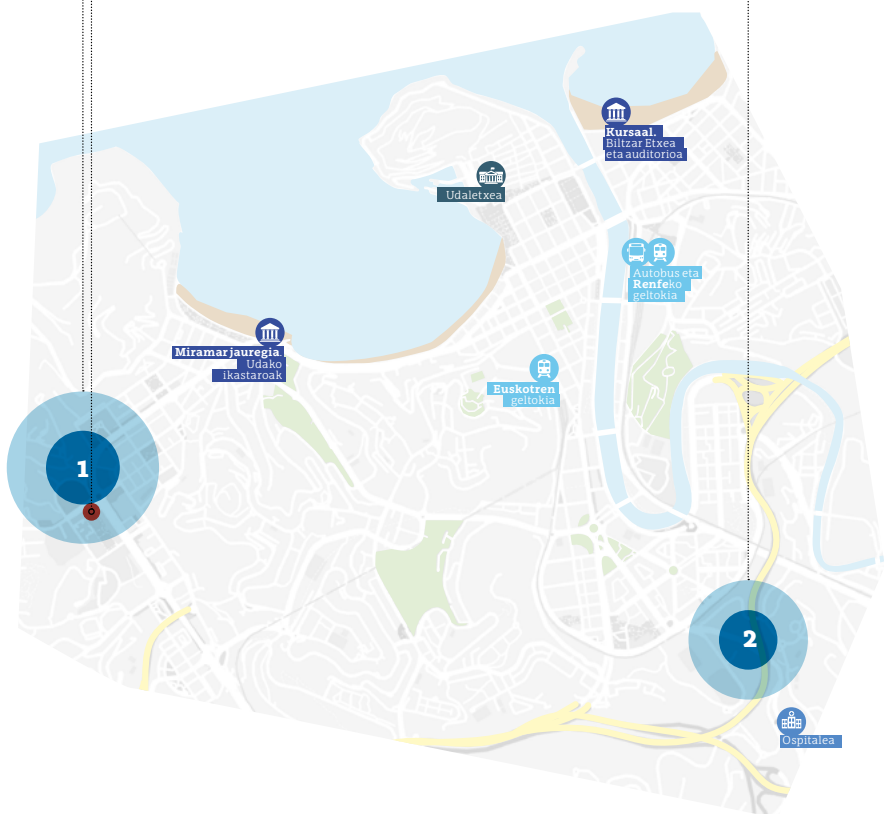 Kursaal.
Biltzar Etxea
eta auditorioa
Udaletxea
Autobus eta
Renfeko
geltokia
Miramar jauregia.
Udako
ikastaroak
Euskotren
geltokia
1
2
Ospitalea